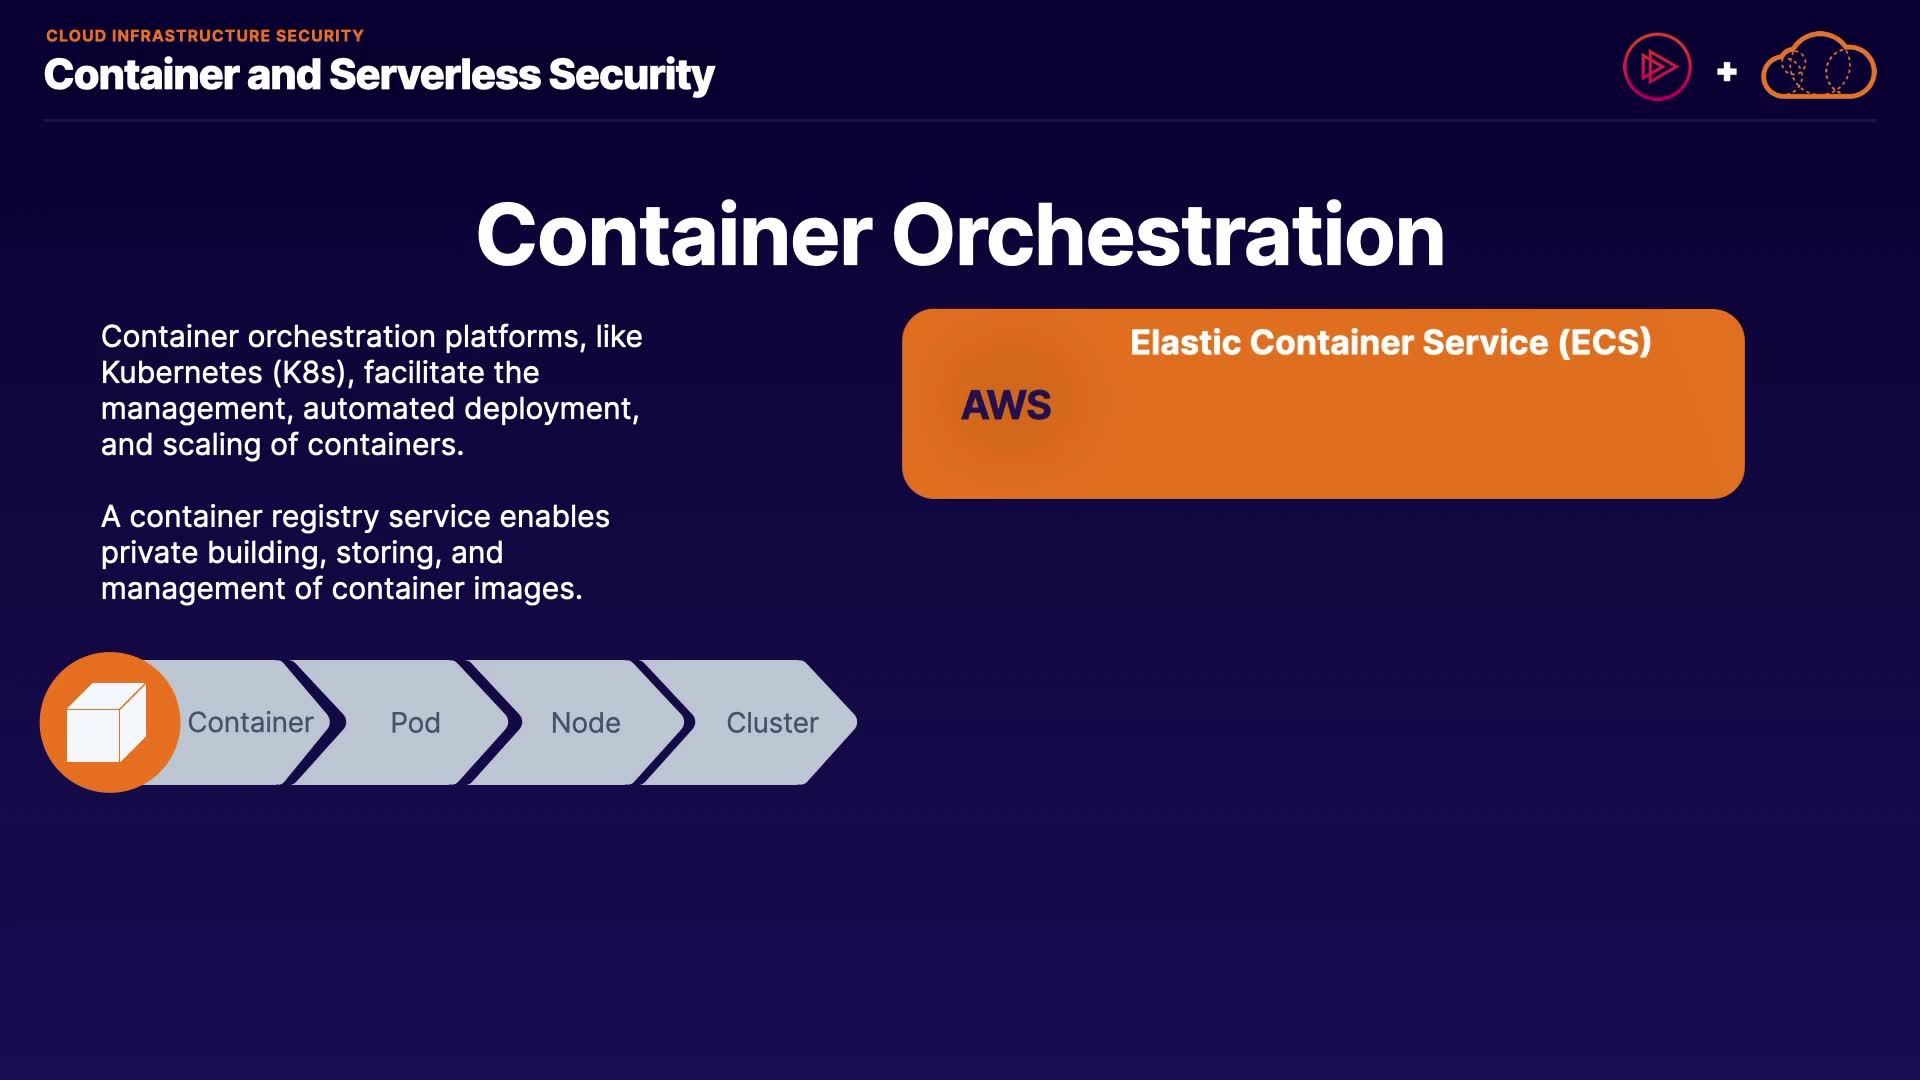 CLOUD INFRASTRUCTURE SECURITY
Container and Serverless Security
+
Container Orchestration
Container orchestration platforms, like
Kubernetes (K8s), facilitate the
management, automated deployment,
and scaling of containers.
A container registry service enables
private building, storing, and
management of container images.
Elastic Container Service (ECS)
AWS
Container
Pod
Node
Cluster